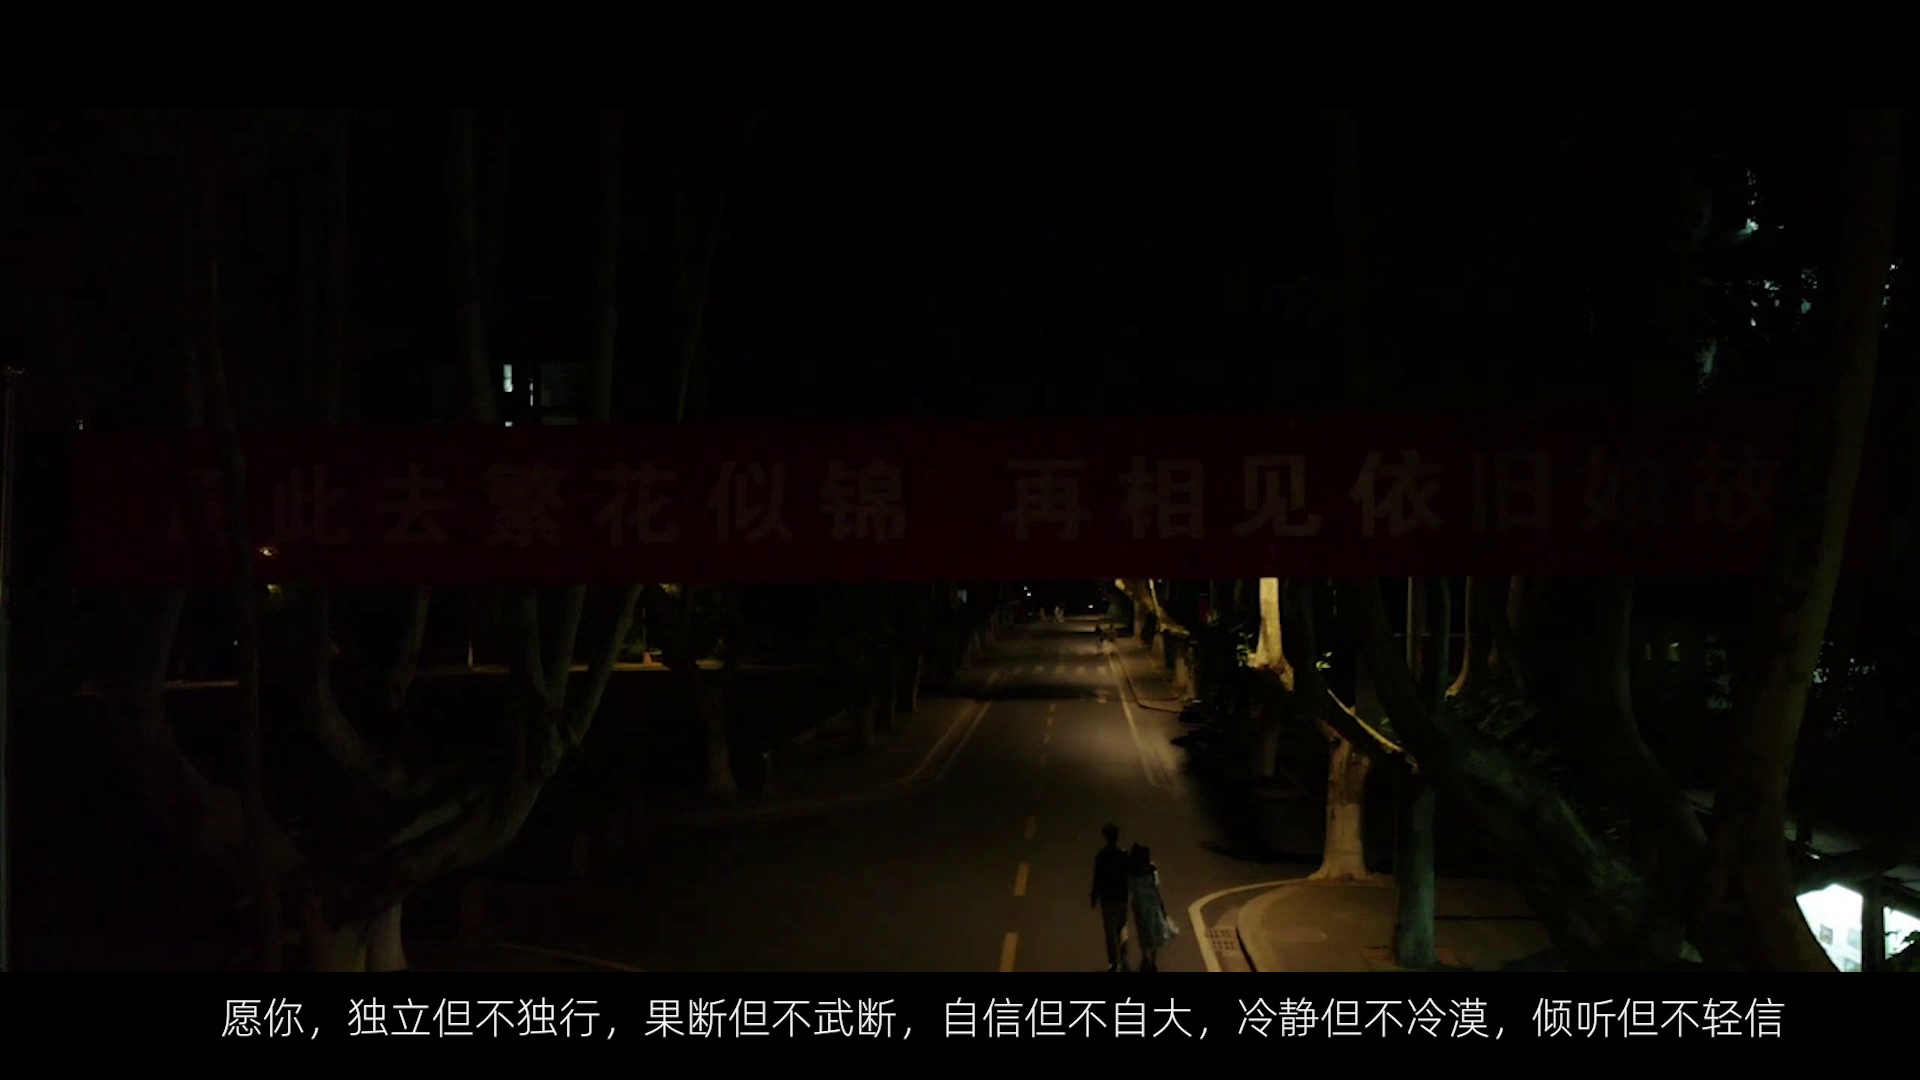 此去繁花似锦 再相见依旧如故
愿你，独立但不独行，果断但不武断，自信但不自大，冷静但不冷漠，倾听但不轻信